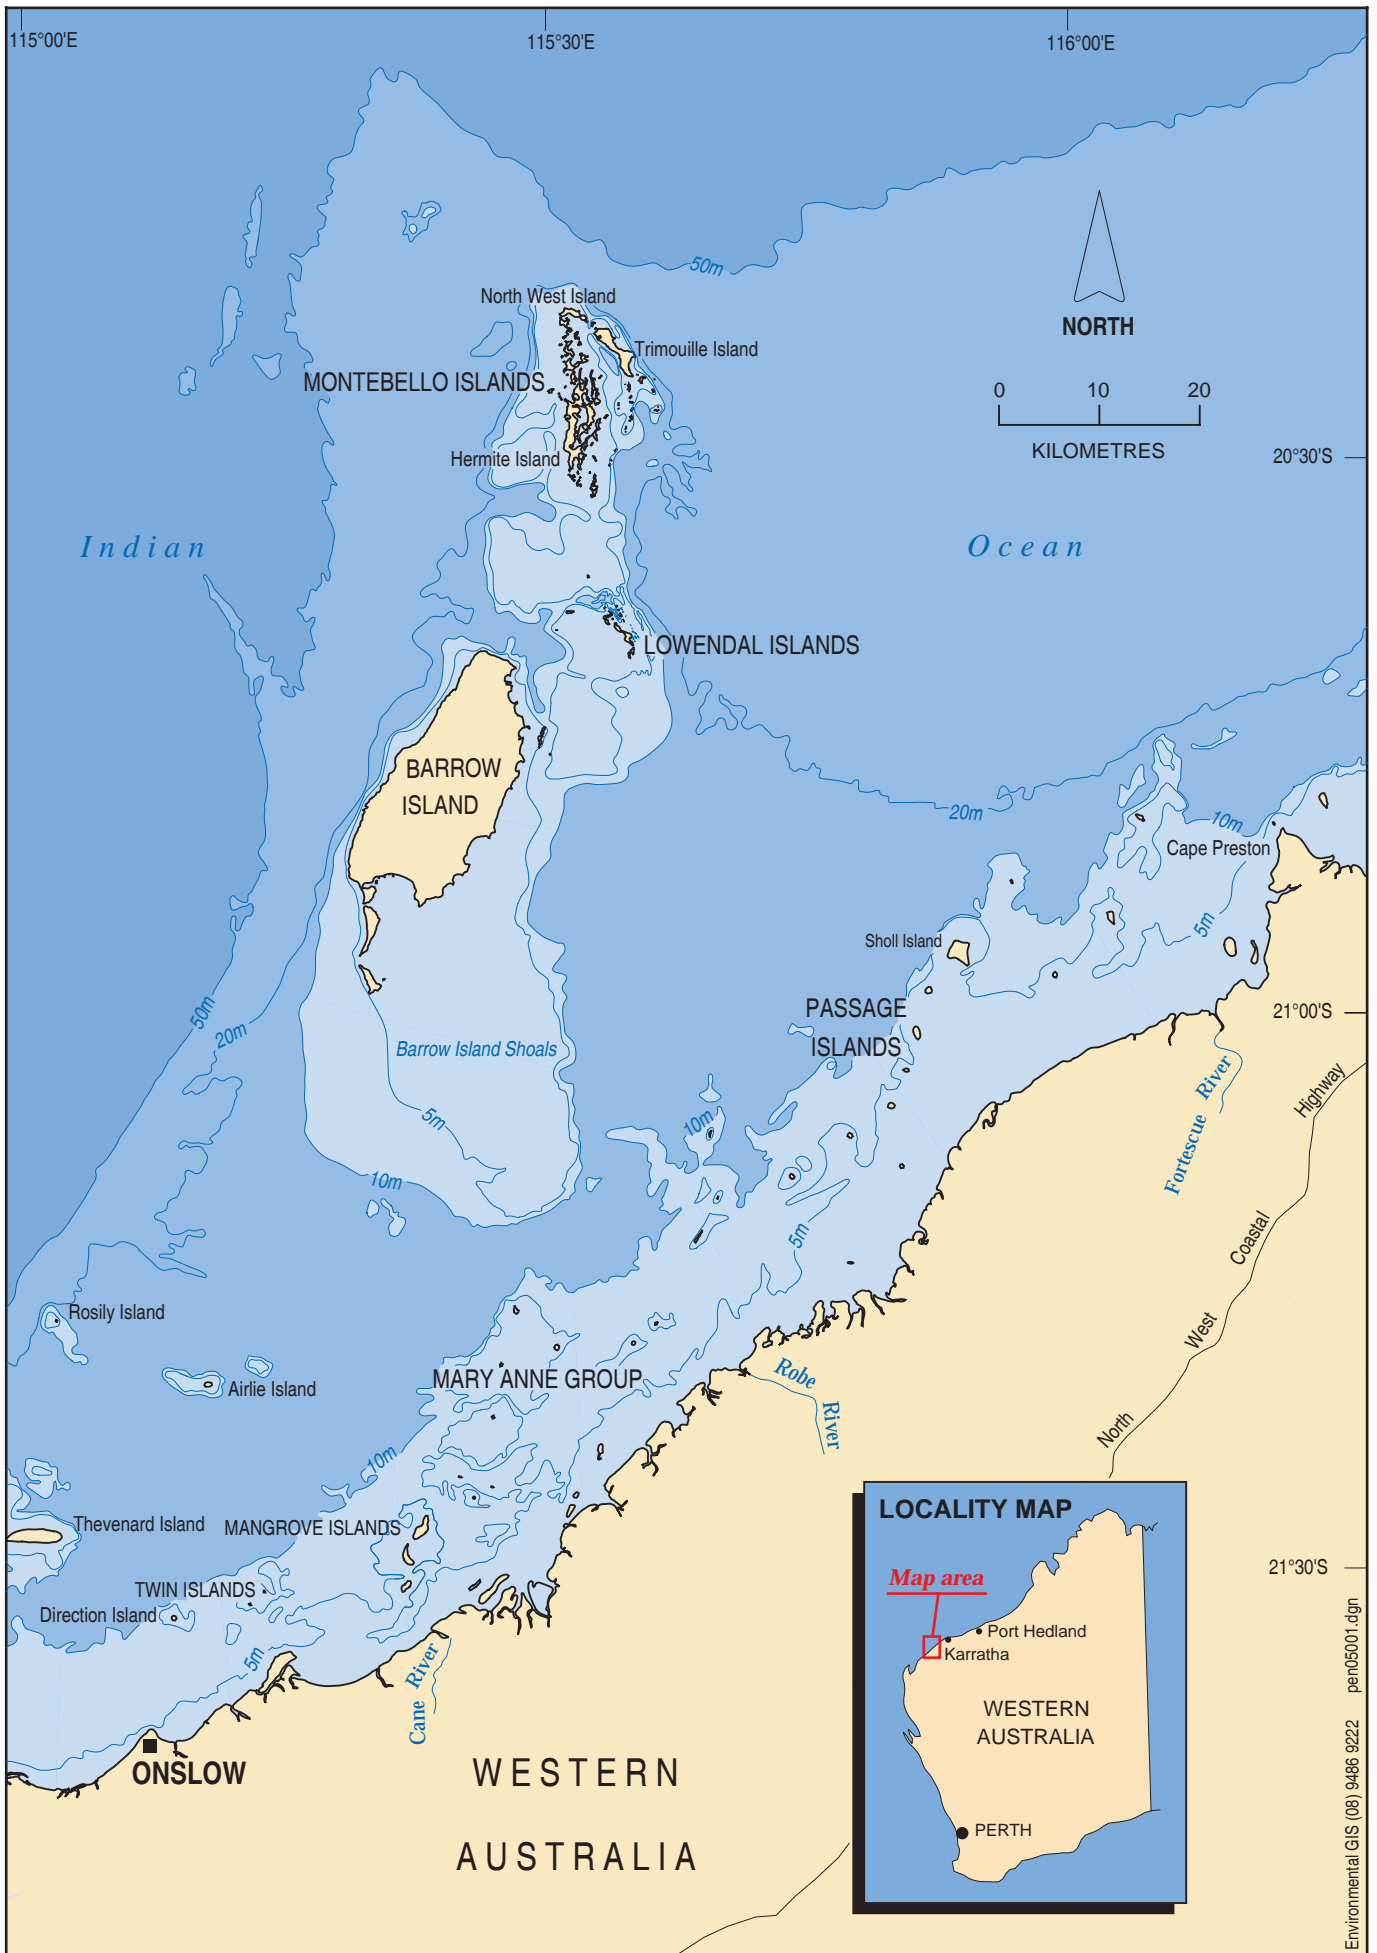 115°00'E
115°30'E
116°00'E
50m
North West Island
Trimouille Island
MONTEBELLO ISLANDS
Hermite Island
NORTH
0 10 20
KILOMETRES
20°30'S
Indian
Ocean
LOWENDAL ISLANDS
BARROW
ISLAND
20m
10m
Cape Preston
5m
Sholl Island
PASSAGE
ISLANDS
50m
20m
21°00'S
Barrow Island Shoals
5m
10m
10m
5m
Fortescue River
Highway
Coastal
West
North
Rosily Island
Airlie Island
MARY ANNE GROUP
Robe
River
10m
Thevenard Island
MANGROVE ISLANDS
TWIN ISLANDS
Direction Island
5m
Cane River
ONSLOW
WESTERN
AUSTRALIA
21°30'S
LOCALITY MAP
Map area
Port Hedland
Karratha
WESTERN
AUSTRALIA
PERTH
Environmental GIS (08) 9486 9222 pen05001.dgn